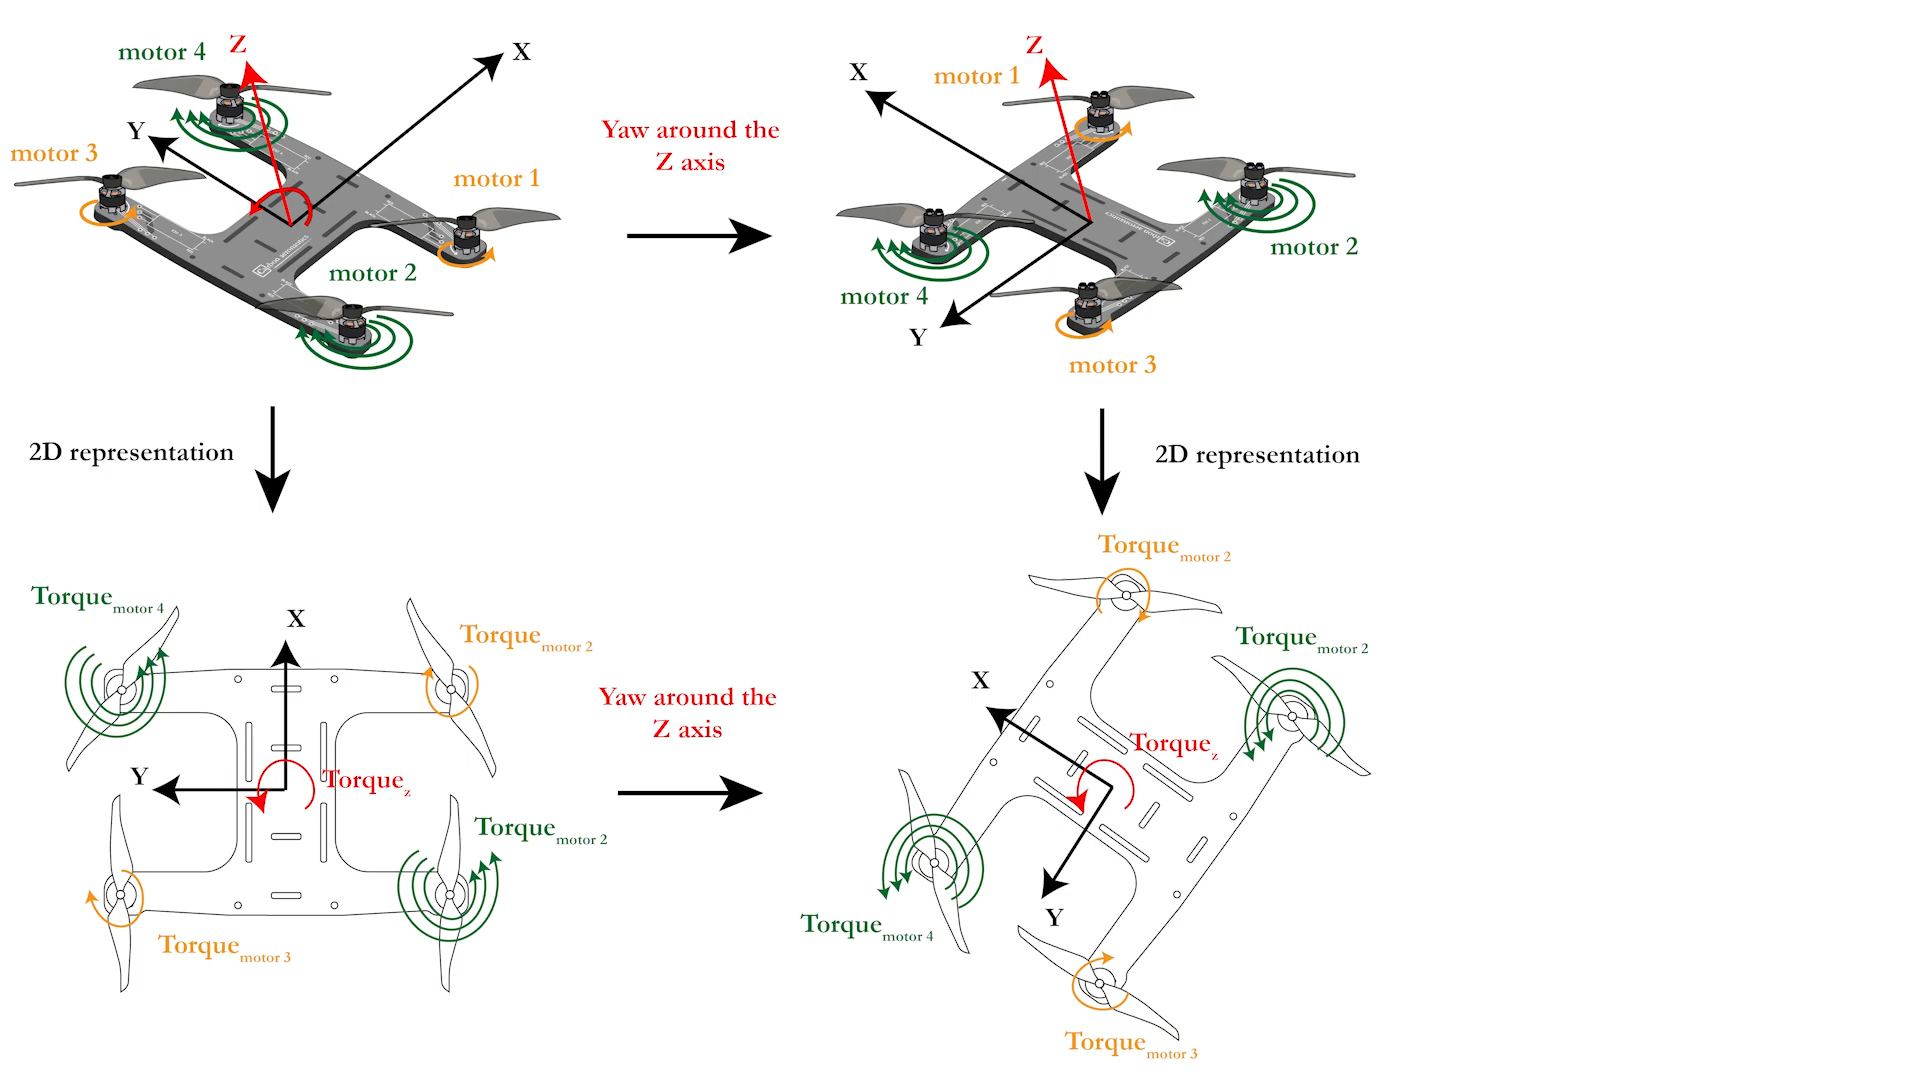 motor 4
Z
X
Y
motor 3
motor 1
motor 2
Yaw around the
Z axis
Z
X
motor 1
motor 2
motor 4
Y
motor 3
2D representation
2D representation
Torque motor 4
X
Torque motor 2
Y
Torque z
Torque motor 2
Torque motor 3
Yaw around the
Z axis
Torque motor 2
Torque motor 2
X
Torque z
Torque motor 4
Y
Torque motor 3